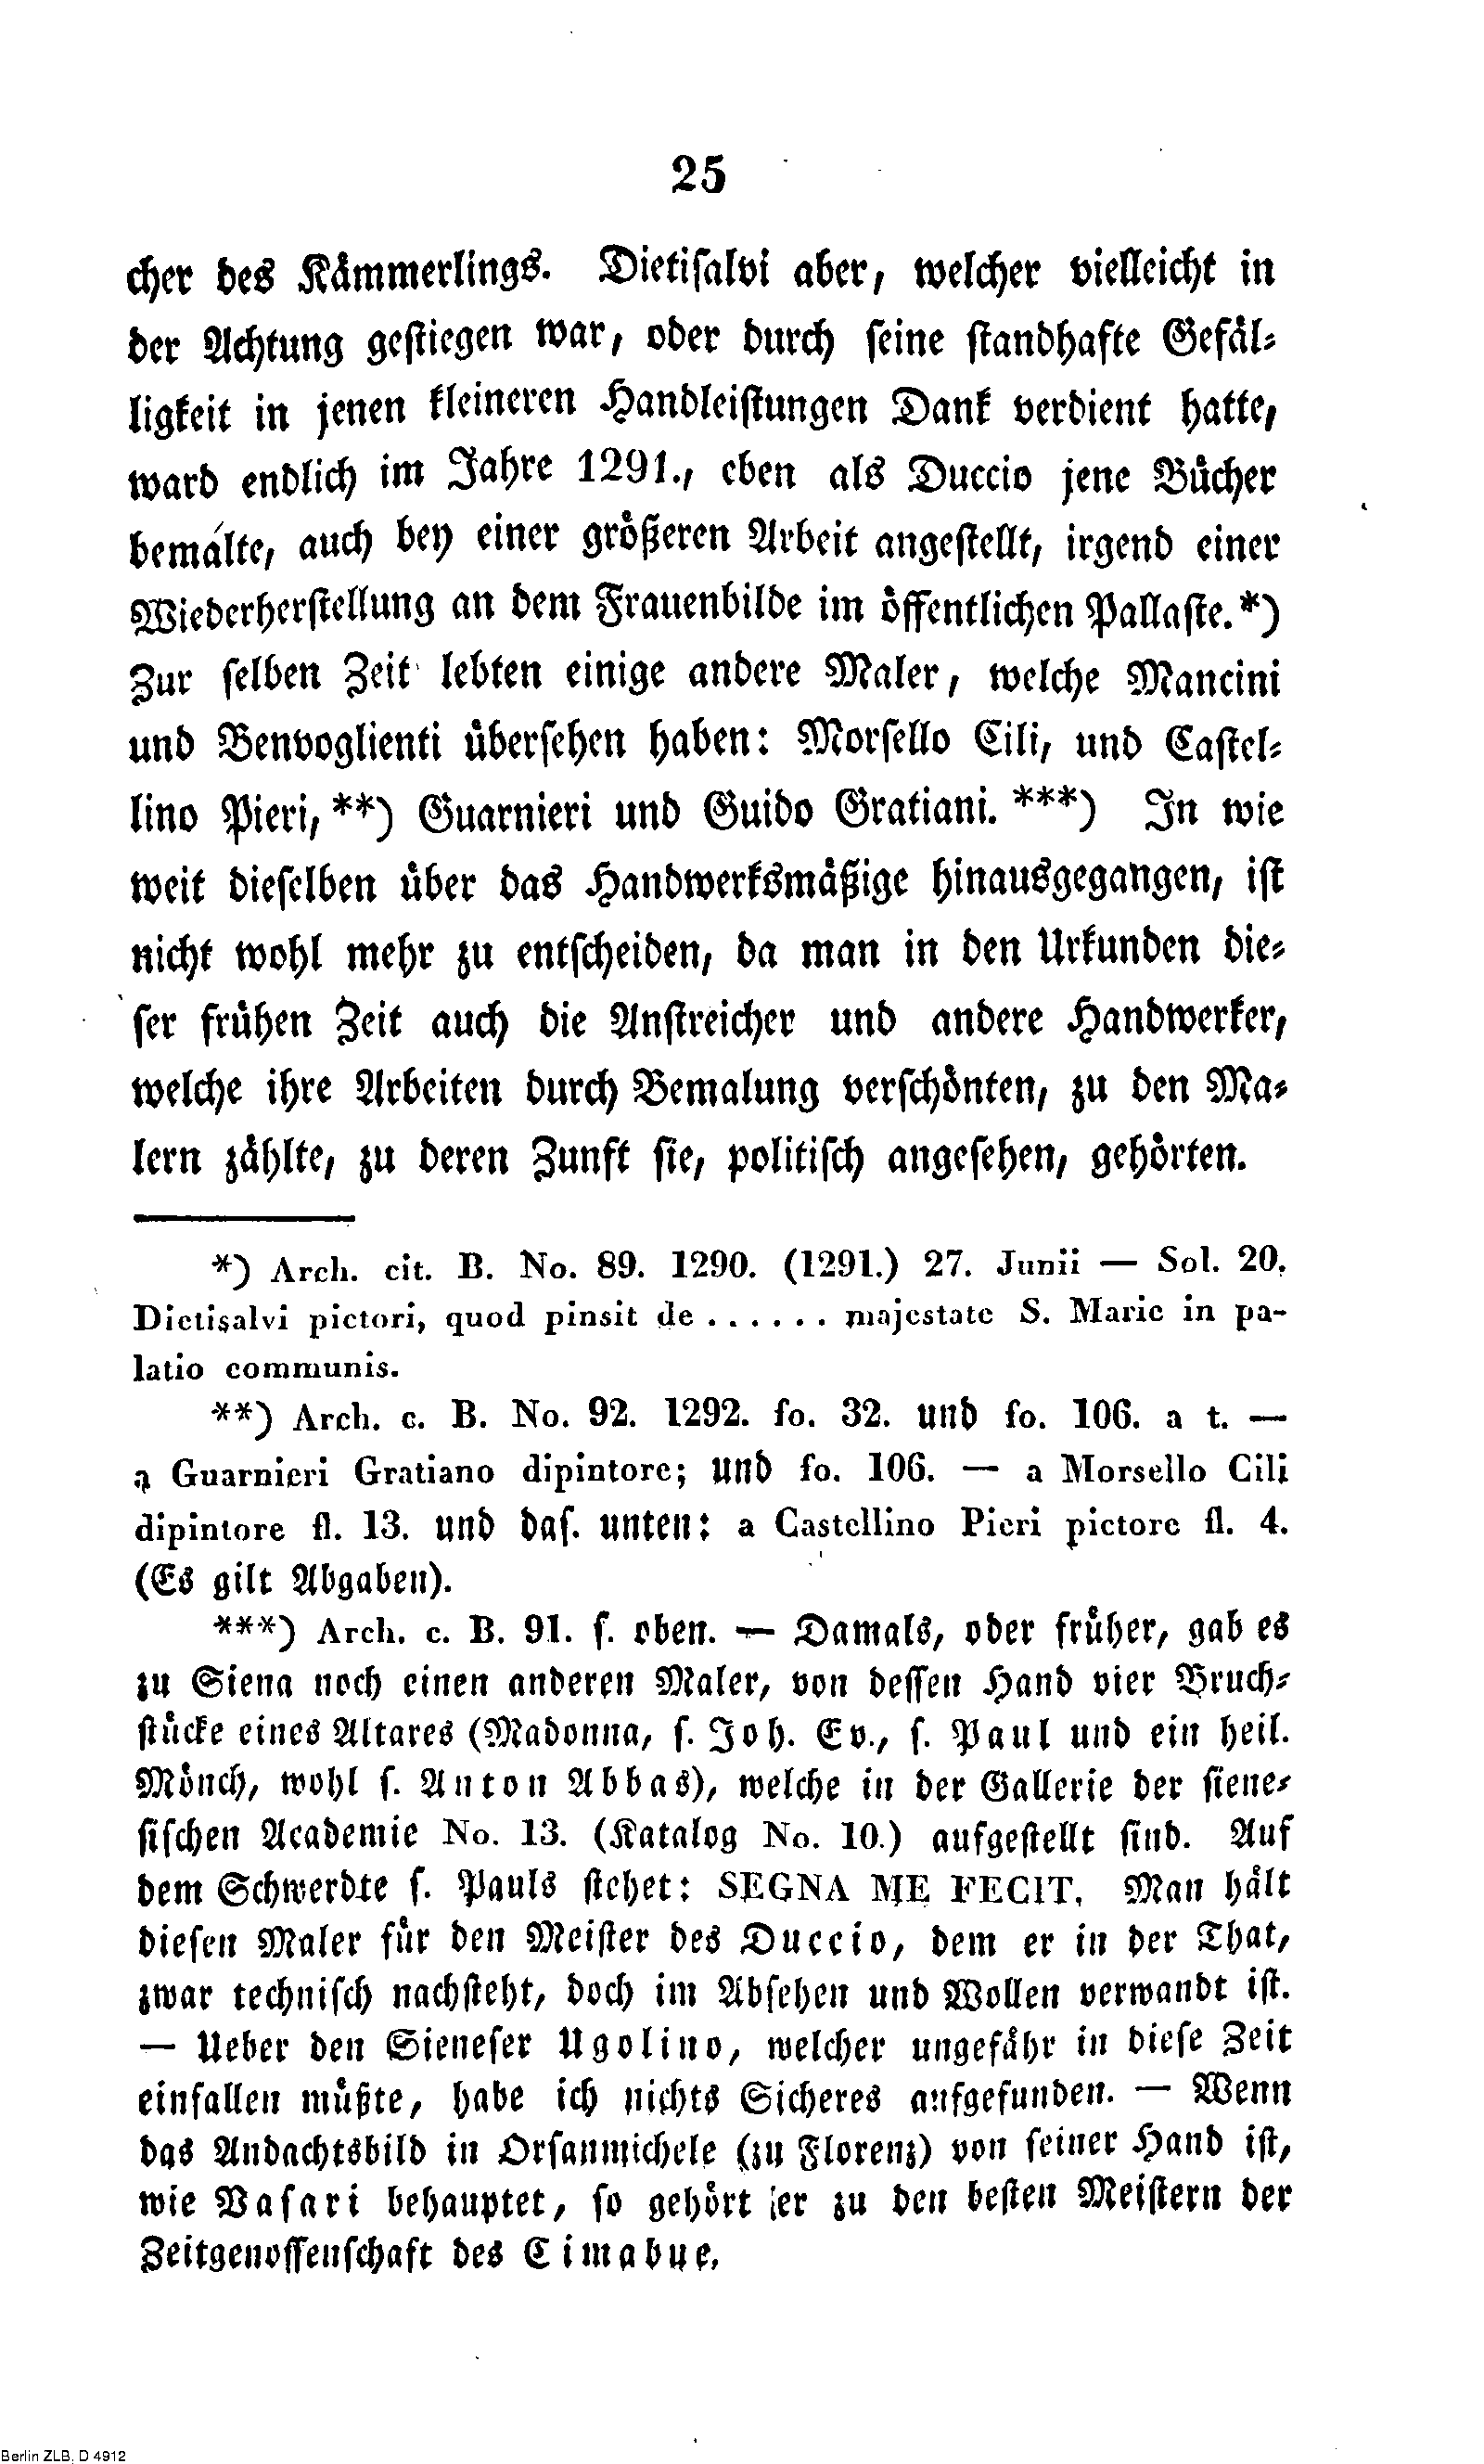 25
cher des Kämmerlings. Dietisalvi aber, welcher vielleicht in
der Achtung gestiegen war, oder durch seine standhafte Gefäl-
ligkeit in jenen kleineren Handleistungen Dank verdient hatte,
ward endlich im Jahre 1291., eben als Duccio jene Bücher
bemalte, auch bey einer größeren Arbeit angestellt, irgend einer
Wiederherstellung an dem Frauenbilde im öffentlichen Pallaste.*)
Zur selben Zeit lebten einige andere Maler, welche Mancini
und Benvoglienti übersehen haben: Morsello Cili, und Castel-
lino Pieri, **) Guarnieri und Guido Gratiani. ***) In wie
weit dieselben über das Handwerksmäßige hinausgegangen, ist
nicht wohl mehr zu entscheiden, da man in den Urkunden die-
ser frühen Zeit auch die Anstreicher und andere Handwerker,
welche ihre Arbeiten durch Bemalung verschönten, zu den Ma-
lern zählte, zu deren Zunft sie, politisch angesehen, gehörten.
*) Arch. cit. B. No. 89. 1290. (1291.) 27. Junii — Sol. 20.
Dietisalvi pictori, quod pinsit de ...... majestate S. Marie in pa-
latio communis.
**) Arch. c. B. No. 92. 1292. fo. 32. und fo. 106. a t. —
a Guarnieri Gratiano dipintore; und fo. 106. — a Morsello Cili
dipintore fl. 13. und das. unten: a Castellino Pieri pictore fl. 4.
(Es gilt Abgaben).
***) Arch. c. B. 91. s. oben. — Damals, oder früher, gab es
zu Siena noch einen anderen Maler, von dessen Hand vier Bruch-
stücke eines Altares (Madonna, s. Joh. Ev., s. Paul und ein heil.
Mönch, wohl s. Anton Abbas), welche in der Gallerie der siene-
sischen Academie No. 13. (Katalog No. 10.) aufgestellt sind. Auf
dem Schwerdte s. Pauls stehet: SEGNA ME FECIT. Man hält
diesen Maler für den Meister des Duccio, dem er in der That,
zwar technisch nachsteht, doch im Absehen und Wollen verwandt ist.
— Ueber den Sieneser Ugolino, welcher ungefähr in diese Zeit
einfallen müßte, habe ich nichts Sicheres aufgefunden. — Wenn
das Andachtsbild in Orsanmichele (zu Florenz) von seiner Hand ist,
wie Vasari behauptet, so gehört er zu den besten Meistern der
Zeitgenossenschaft des Cimabue.
Berlin ZLB, D 4912